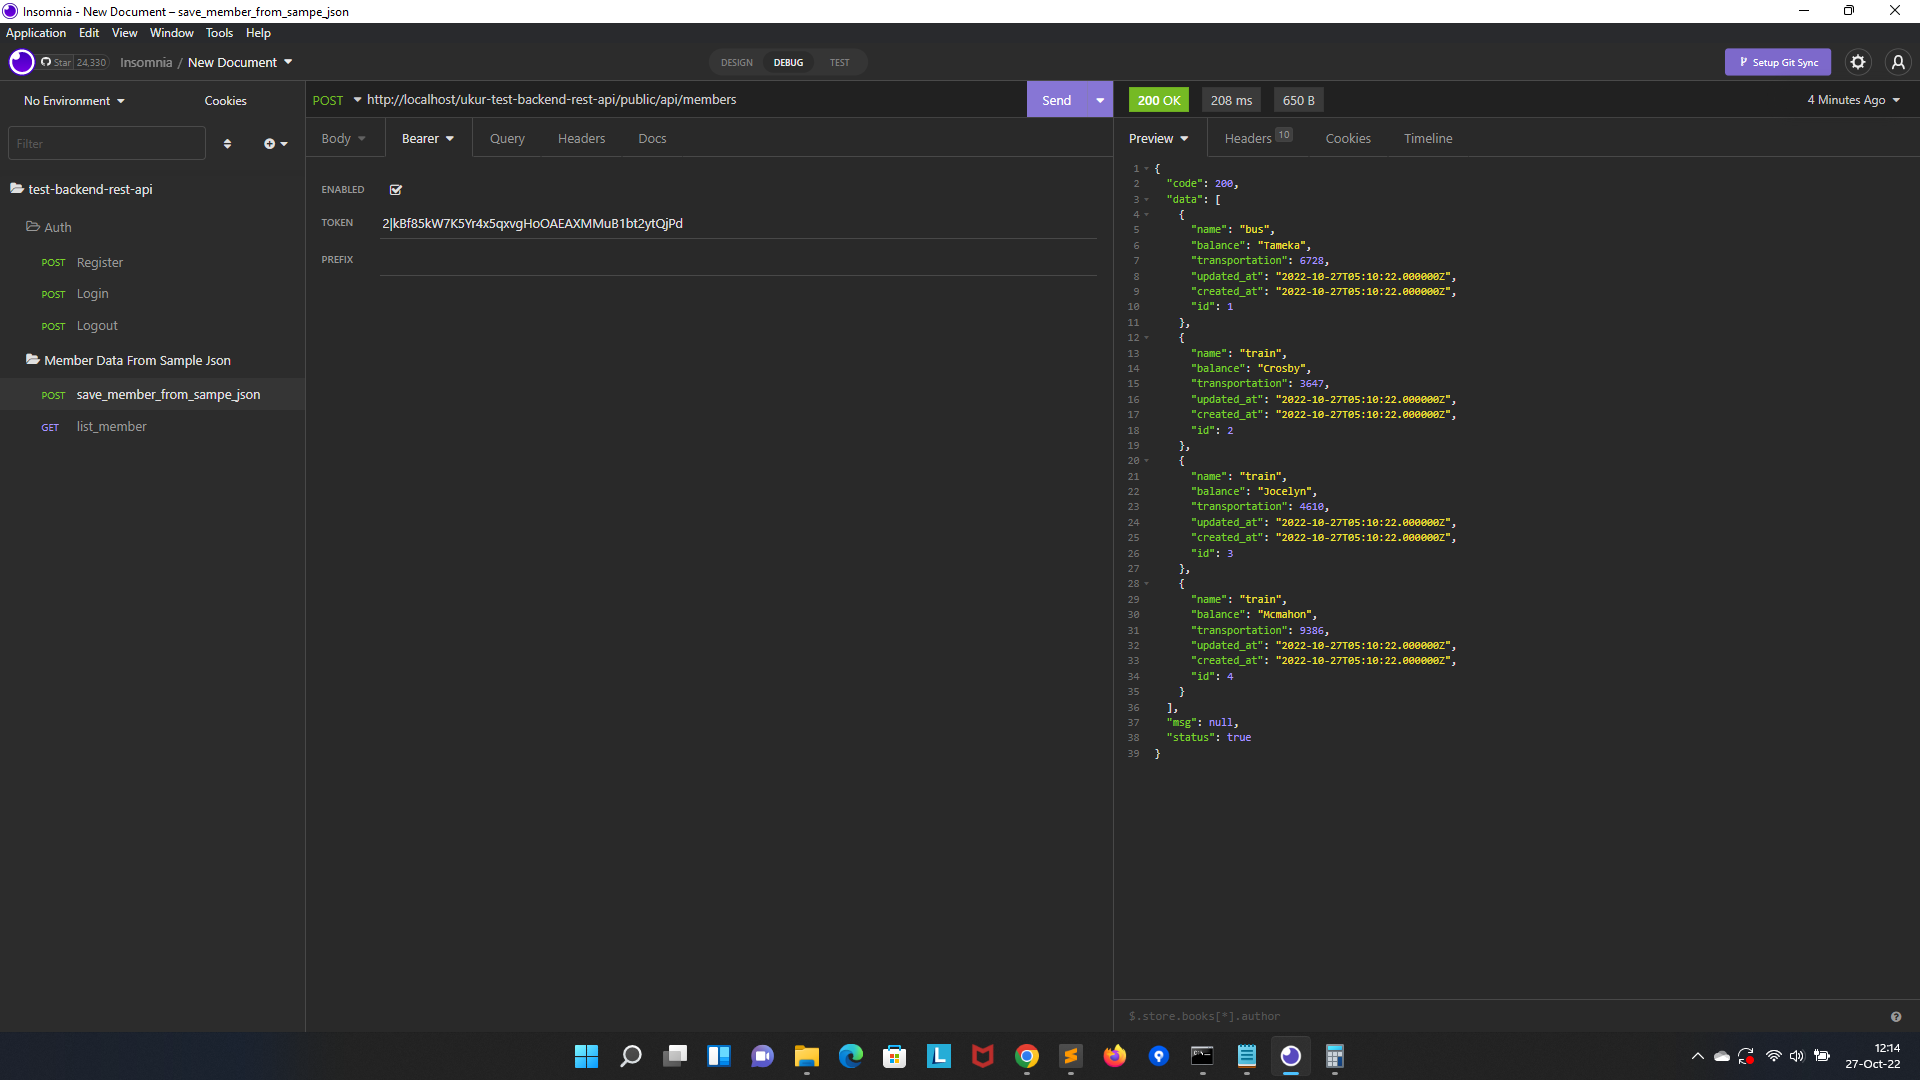 Insomnia - New Document – save_member_from_sampe_json
Application Edit View Window Tools Help
Star 24,330 Insomnia / New Document DESIGN DEBUG TEST Setup Git Sync
No Environment Cookies
Filter
test-backend-rest-api
Auth
POST Register
POST Login
POST Logout
Member Data From Sample Json
POST save_member_from_sampe_json
GET list_member
POST http://localhost/ukur-test-backend-rest-api/public/api/members Send
Body Bearer Query Headers Docs
ENABLED
TOKEN 2|kBf85kW7K5Yr4x5qxvgHoOAEAXMMuB1bt2ytQjPd
PREFIX
200 OK 208 ms 650 B 4 Minutes Ago
Preview Headers 10 Cookies Timeline
1 {
2 "code": 200,
3 "data": [
4 {
5 "name": "bus",
6 "balance": "Tameka",
7 "transportation": 6728,
8 "updated_at": "2022-10-27T05:10:22.000000Z",
9 "created_at": "2022-10-27T05:10:22.000000Z",
10 "id": 1
11 },
12 {
13 "name": "train",
14 "balance": "Crosby",
15 "transportation": 3647,
16 "updated_at": "2022-10-27T05:10:22.000000Z",
17 "created_at": "2022-10-27T05:10:22.000000Z",
18 "id": 2
19 },
20 {
21 "name": "train",
22 "balance": "Jocelyn",
23 "transportation": 4610,
24 "updated_at": "2022-10-27T05:10:22.000000Z",
25 "created_at": "2022-10-27T05:10:22.000000Z",
26 "id": 3
27 },
28 {
29 "name": "train",
30 "balance": "Mcmahon",
31 "transportation": 9386,
32 "updated_at": "2022-10-27T05:10:22.000000Z",
33 "created_at": "2022-10-27T05:10:22.000000Z",
34 "id": 4
35 }
36 ],
37 "msg": null,
38 "status": true
39 }
$.store.books[*].author
L
12:14
27-Oct-22